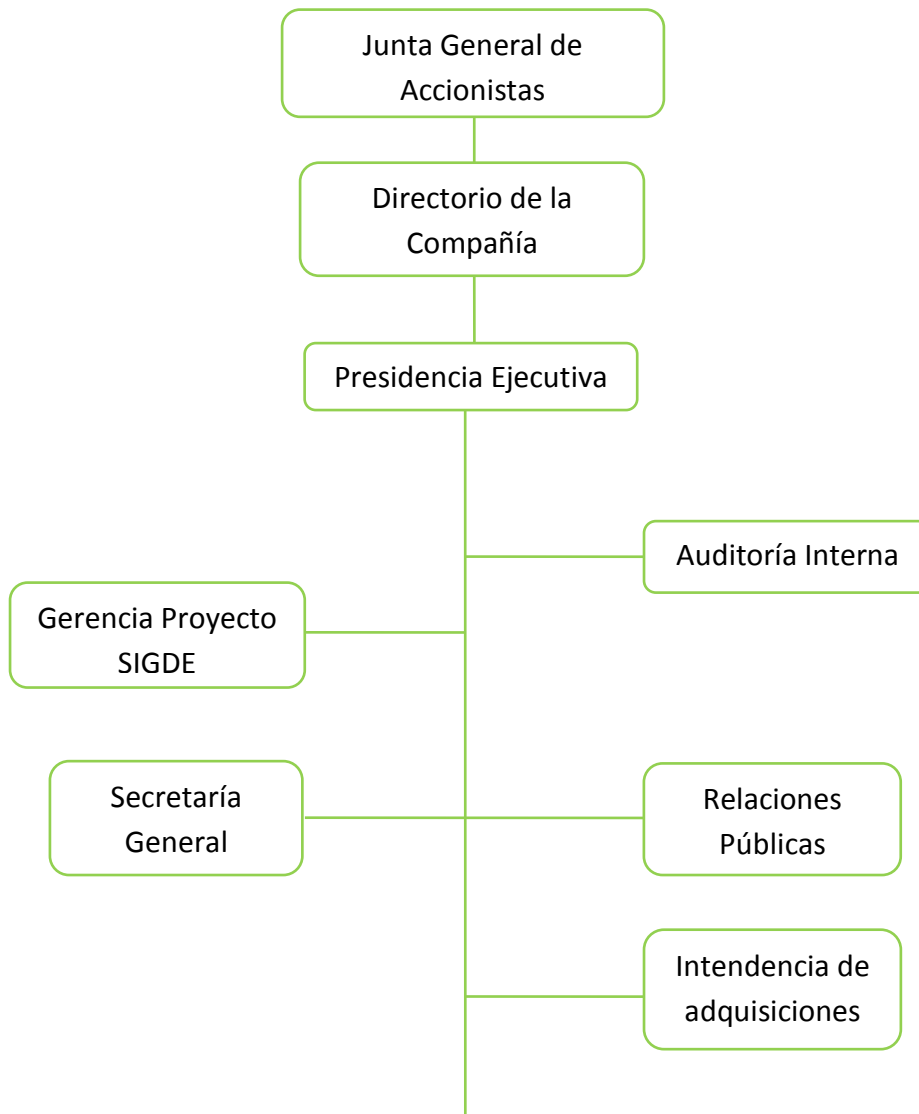 Junta General de
Accionistas
Directorio de la
Compañía
Presidencia Ejecutiva
Auditoría Interna
Gerencia Proyecto
SIGDE
Secretaría
General
Relaciones
Públicas
Intendencia de
adquisiciones